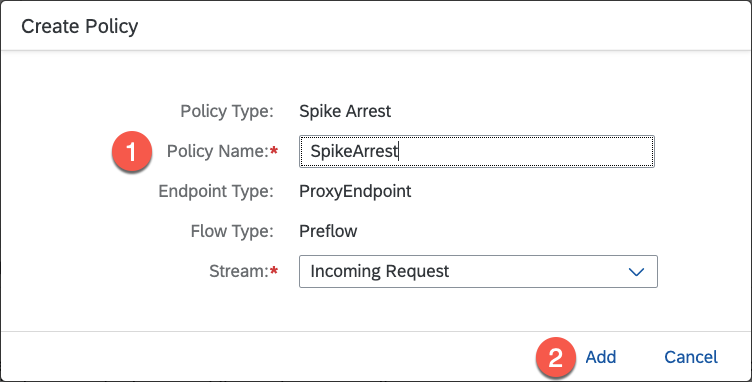 Create Policy
Policy Type: Spike Arrest
1 Policy Name:* SpikeArrest
Endpoint Type: ProxyEndpoint
Flow Type: Preflow
Stream:* Incoming Request
2 Add Cancel